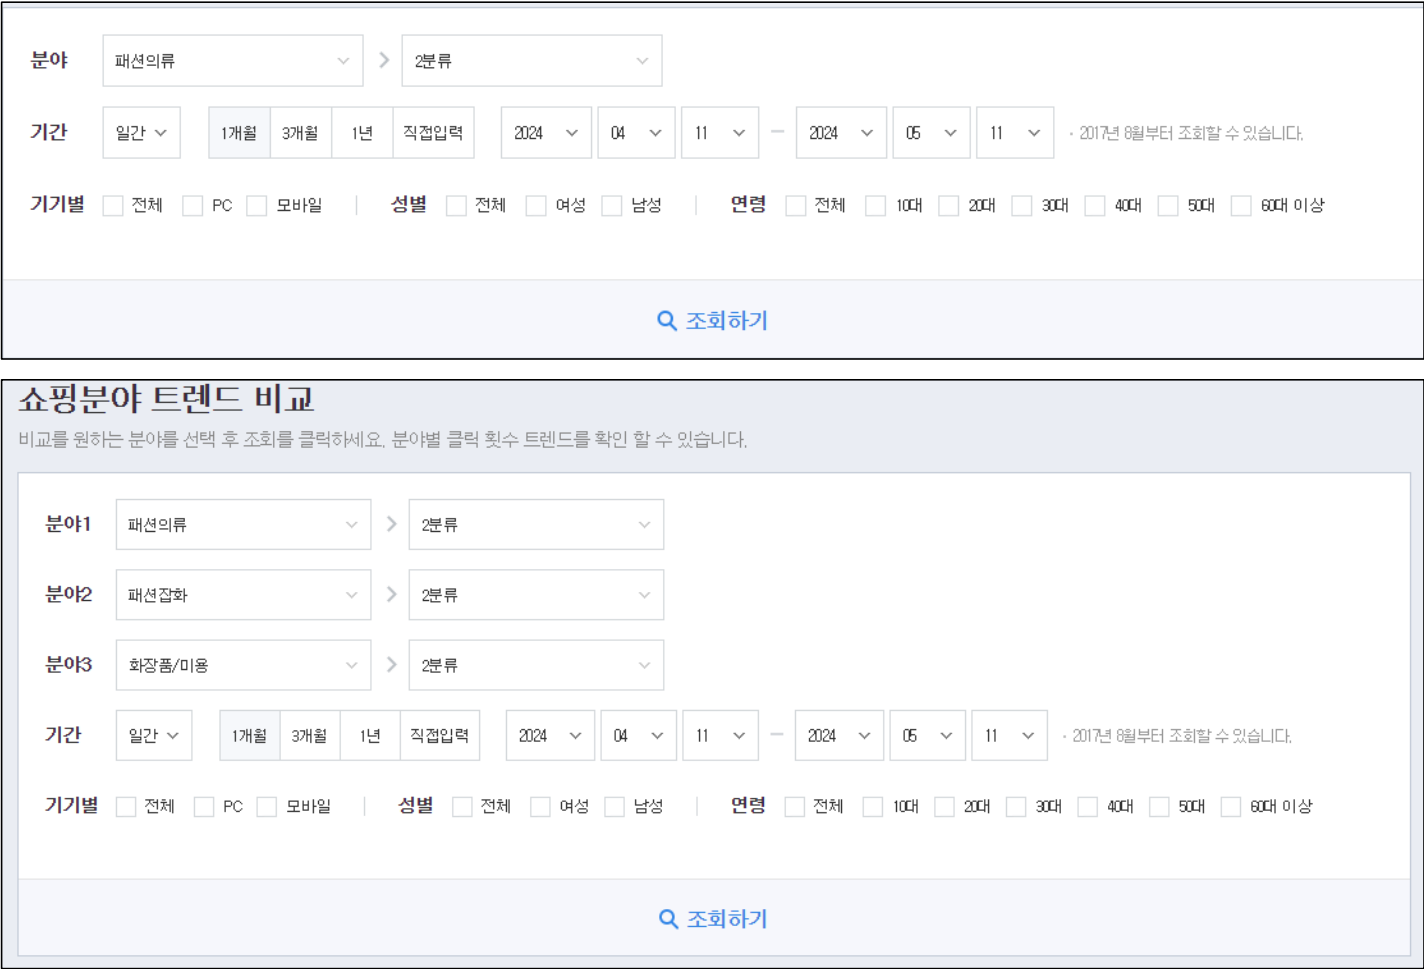 분야 패션의류 2분류
기간 일간 1개월 3개월 1년 직접입력 2024 04 11 - 2024 05 11 · 2017년 8월부터 조회할 수 있습니다.
기기별 전체 PC 모바일 성별 전체 여성 남성 연령 전체 10대 20대 30대 40대 50대 60대 이상
조회하기
쇼핑분야 트렌드 비교
비교를 원하는 분야를 선택 후 조회를 클릭하세요. 분야별 클릭 횟수 트렌드를 확인 할 수 있습니다.
분야1 패션의류 2분류
분야2 패션잡화 2분류
분야3 화장품/미용 2분류
기간 일간 1개월 3개월 1년 직접입력 2024 04 11 - 2024 05 11 · 2017년 8월부터 조회할 수 있습니다.
기기별 전체 PC 모바일 성별 전체 여성 남성 연령 전체 10대 20대 30대 40대 50대 60대 이상
조회하기